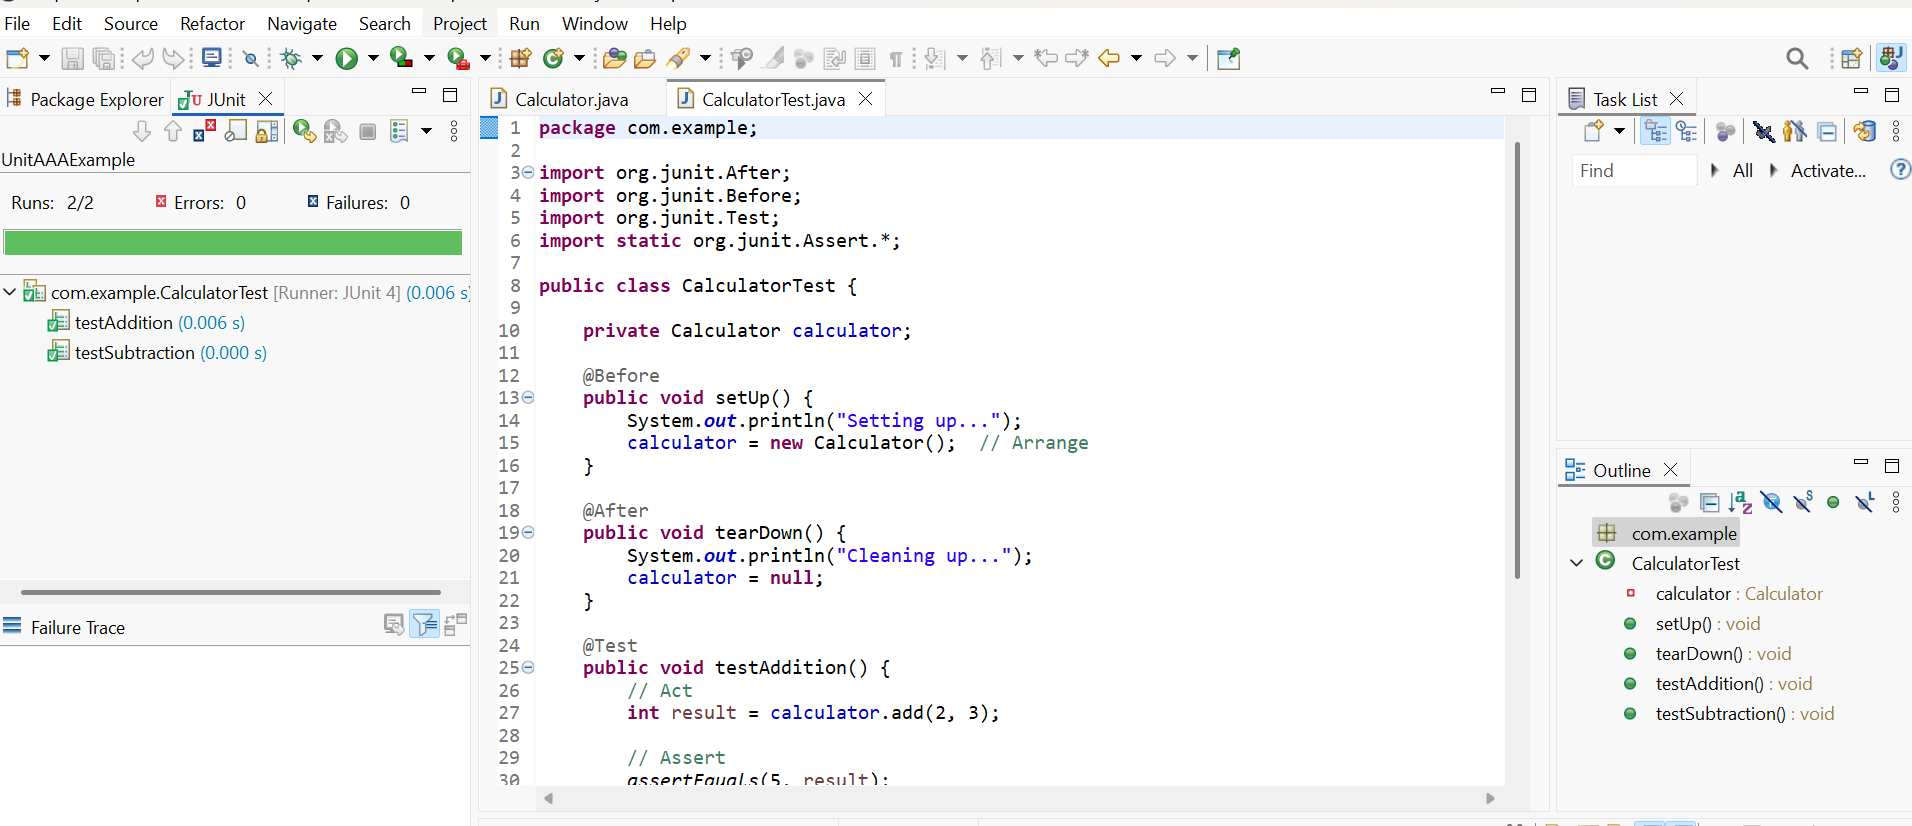 File Edit Source Refactor Navigate Search Project Run Window Help
Package Explorer JUnit
UnitAAAExample
Runs: 2/2 Errors: 0 Failures: 0
com.example.CalculatorTest [Runner: JUnit 4] (0.006 s)
testAddition (0.006 s)
testSubtraction (0.000 s)
Failure Trace
Calculator.java CalculatorTest.java
1 package com.example;
2
3 import org.junit.After;
4 import org.junit.Before;
5 import org.junit.Test;
6 import static org.junit.Assert.*;
7
8 public class CalculatorTest {
9
10     private Calculator calculator;
11
12     @Before
13     public void setUp() {
14         System.out.println("Setting up...");
15         calculator = new Calculator();  // Arrange
16     }
17
18     @After
19     public void tearDown() {
20         System.out.println("Cleaning up...");
21         calculator = null;
22     }
23
24     @Test
25     public void testAddition() {
26         // Act
27         int result = calculator.add(2, 3);
28
29         // Assert
30         assertEquals(5, result);
Task List
Find All Activate...
Outline
com.example
CalculatorTest
calculator : Calculator
setUp() : void
tearDown() : void
testAddition() : void
testSubtraction() : void